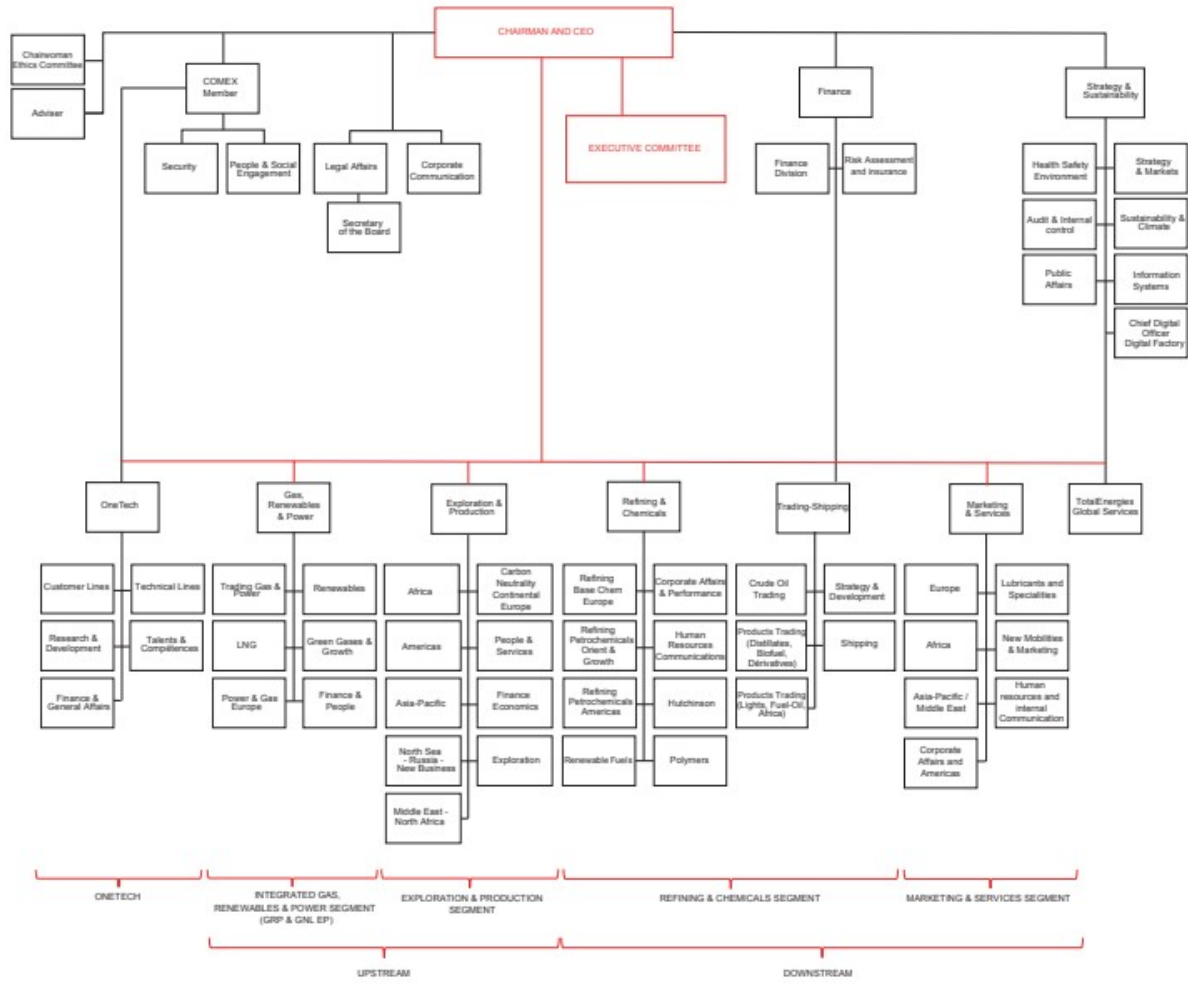 CHAIRMAN AND CEO
Chairwoman
Ethics Committee
Adviser
COMEX
Member
Finance
Strategy &
Sustainability
EXECUTIVE COMMITTEE
Security
People & Social
Engagement
Legal Affairs
Corporate
Communication
Secretary
of the Board
Finance
Division
Risk Assessment
and Insurance
Health Safety
Environment
Strategy
& Markets
Audit & Internal
control
Sustainability &
Climate
Public
Affairs
Information
Systems
Chief Digital
Officer
Digital Factory
OneTech
Gas,
Renewables
& Power
Exploration &
Production
Refining &
Chemicals
Trading-Shipping
Marketing
& Services
TotalEnergies
Global Services
Customer Lines
Technical Lines
Research &
Development
Talents &
Compétences
Finance &
General Affairs
Trading Gas &
Power
Renewables
LNG
Green Gases &
Growth
Power & Gas
Europe
Finance &
People
Africa
Carbon
Neutrality
Continental
Europe
Americas
People &
Services
Asia-Pacific
Finance
Economics
North Sea
- Russia -
New Business
Exploration
Middle East -
North Africa
Refining
Base Chem
Europe
Corporate Affairs
& Performance
Refining
Petrochemicals
Orient &
Growth
Human
Resources
Communications
Refining
Petrochemicals
Americas
Hutchinson
Renewable Fuels
Polymers
Crude Oil
Trading
Strategy &
Development
Products Trading
(Distillates,
Biofuel,
Dérivatives)
Shipping
Products Trading
(Lights, Fuel-Oil,
Africa)
Europe
Lubricants and
Specialities
Africa
New Mobilities
& Marketing
Asia-Pacific /
Middle East
Human
resources and
internal
Communication
Corporate
Affairs and
Americas
ONETECH
INTEGRATED GAS,
RENEWABLES & POWER SEGMENT
(GRP & GNL EP)
EXPLORATION & PRODUCTION
SEGMENT
REFINING & CHEMICALS SEGMENT
MARKETING & SERVICES SEGMENT
UPSTREAM
DOWNSTREAM